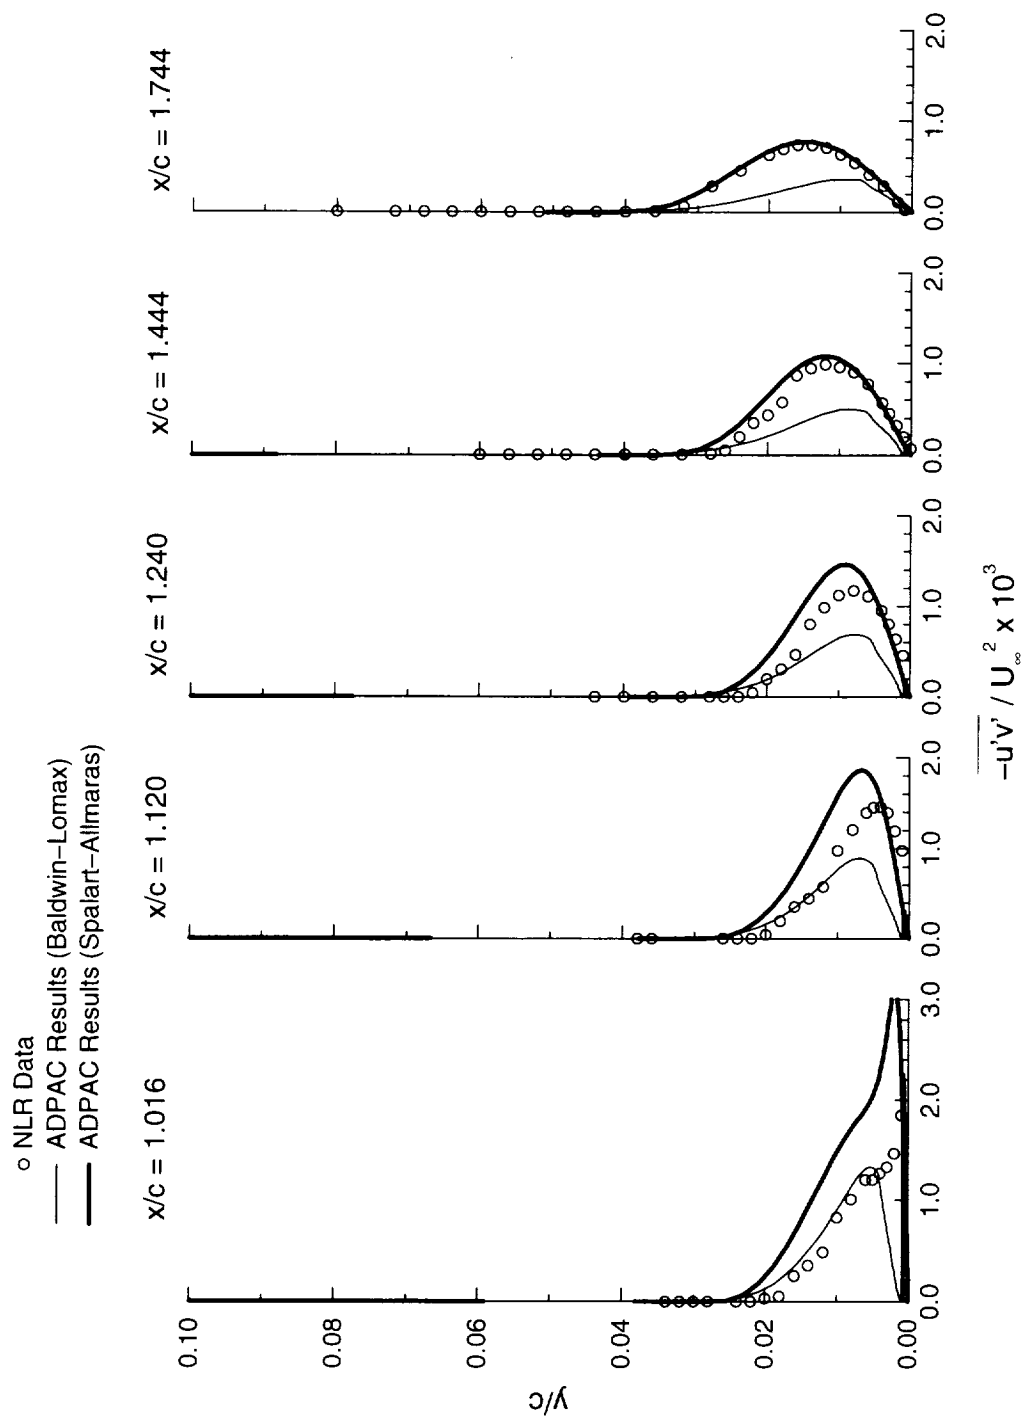 ○ NLR Data
ADPAC Results (Baldwin−Lomax)
ADPAC Results (Spalart−Allmaras)
x/c = 1.016
x/c = 1.120
x/c = 1.240
x/c = 1.444
x/c = 1.744
y/c
0.10
0.08
0.06
0.04
0.02
0.00
0.0 1.0 2.0 3.0
0.0 1.0 2.0
0.0 1.0 2.0
0.0 1.0 2.0
0.0 1.0 2.0
−u'v' / U∞² x 10³